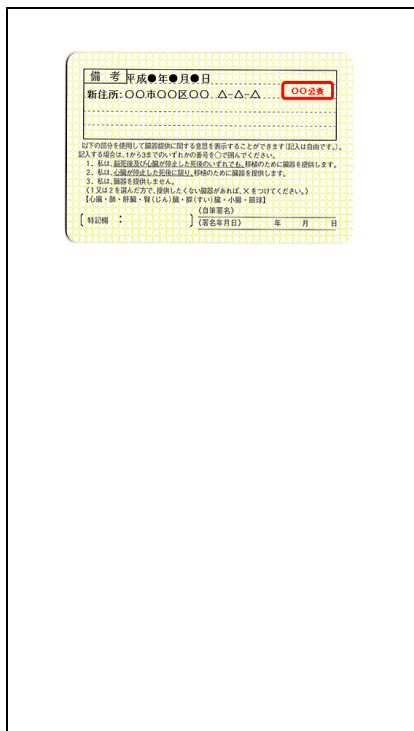 備 考
平成●年●月●日
新住所:○○市○○区○○ △-△-△
○○公表
以下の部分を使用して臓器提供に関する意思を表示することができます(記入は自由です。)。
記入する場合は、1から3までのいずれかの番号を○で囲んでください。
1. 私は、脳死後及び心臓が停止した死後のいずれでも、移植のために臓器を提供します。
2. 私は、心臓が停止した死後に限り、移植のために臓器を提供します。
3. 私は、臓器を提供しません。
《1又は2を選んだ方で、提供したくない臓器があれば、×をつけてください。》
【心臓・肺・肝臓・腎(じん)臓・膵(すい)臓・小腸・眼球】
〔 特記欄 : 〕
《自筆署名》
《署名年月日》 年 月 日